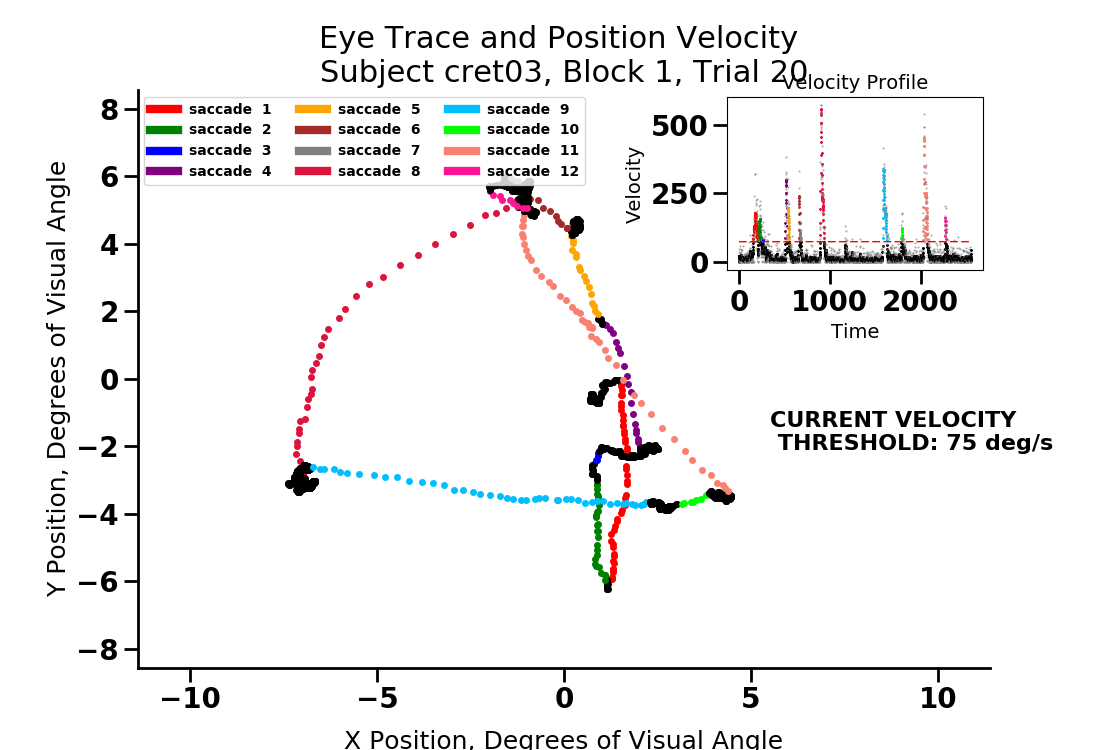 Eye Trace and Position Velocity
Subject cret03, Block 1, Trial 20
Velocity Profile
saccade 1
saccade 2
saccade 3
saccade 4
saccade 5
saccade 6
saccade 7
saccade 8
saccade 9
saccade 10
saccade 11
saccade 12
500
250
0
Velocity
0 1000 2000
Time
8
6
4
2
0
−2
−4
−6
−8
Y Position, Degrees of Visual Angle
CURRENT VELOCITY
THRESHOLD: 75 deg/s
−10 −5 0 5 10
X Position, Degrees of Visual Angle